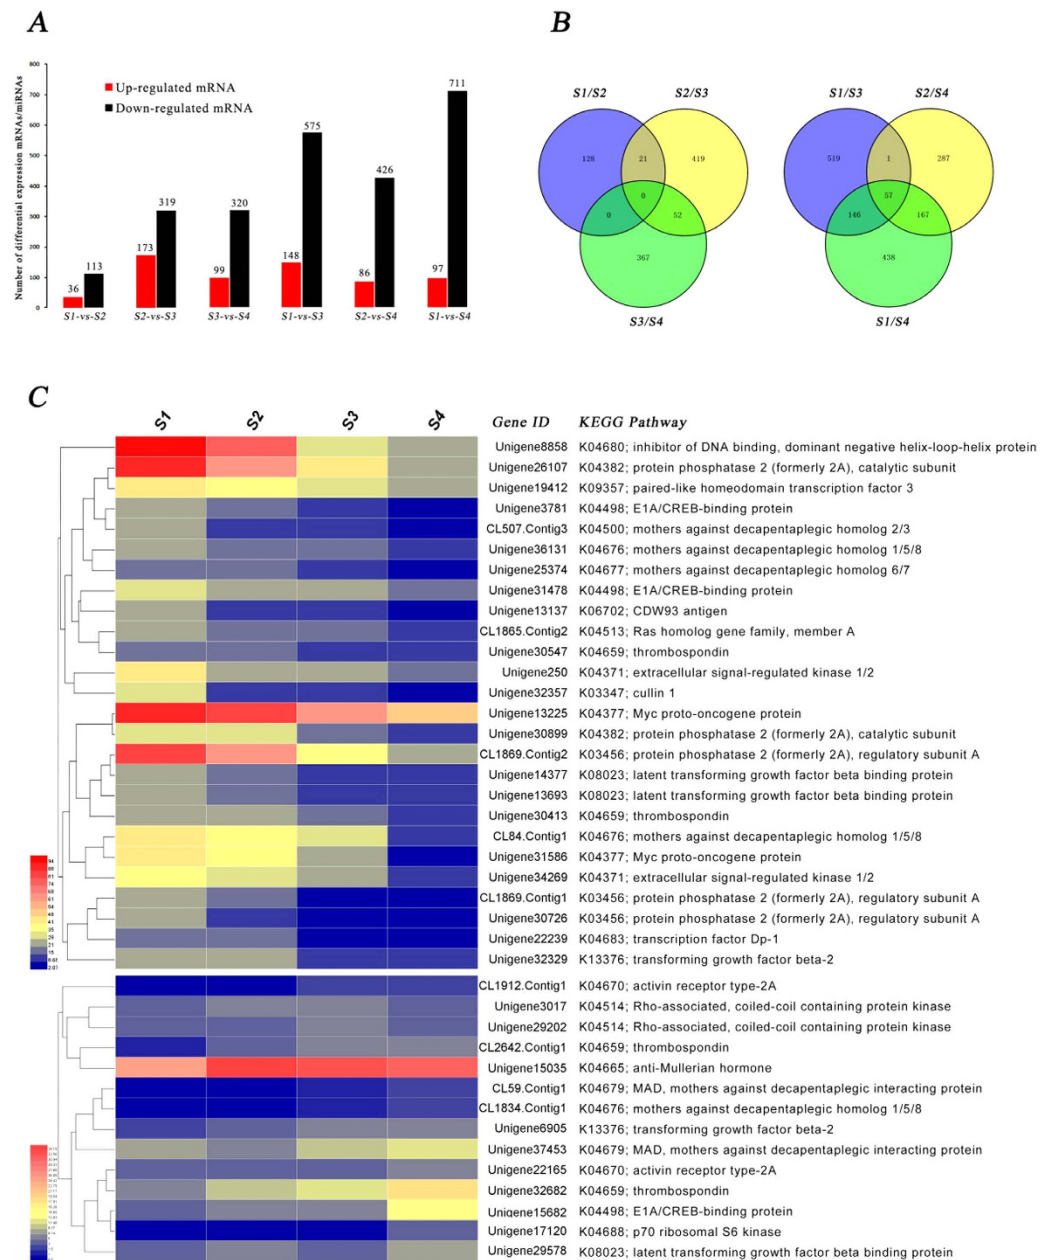 A
B
Number of differential expression mRNAs/miRNAs
800
700
600
500
400
300
200
100
0
Up-regulated mRNA
Down-regulated mRNA
36
113
173
319
99
320
148
575
86
426
97
711
S1-vs-S2
S2-vs-S3
S3-vs-S4
S1-vs-S3
S2-vs-S4
S1-vs-S4
S1/S2
S2/S3
128
21
419
0
0
52
367
S3/S4
S1/S3
S2/S4
519
1
287
57
146
167
438
S1/S4
C
S1
S2
S3
S4
Gene ID KEGG Pathway
Unigene8858 K04680; inhibitor of DNA binding, dominant negative helix-loop-helix protein
Unigene26107 K04382; protein phosphatase 2 (formerly 2A), catalytic subunit
Unigene19412 K09357; paired-like homeodomain transcription factor 3
Unigene3781 K04498; E1A/CREB-binding protein
CL507.Contig3 K04500; mothers against decapentaplegic homolog 2/3
Unigene36131 K04676; mothers against decapentaplegic homolog 1/5/8
Unigene25374 K04677; mothers against decapentaplegic homolog 6/7
Unigene31478 K04498; E1A/CREB-binding protein
Unigene13137 K06702; CDW93 antigen
CL1865.Contig2 K04513; Ras homolog gene family, member A
Unigene30547 K04659; thrombospondin
Unigene250 K04371; extracellular signal-regulated kinase 1/2
Unigene32357 K03347; cullin 1
Unigene13225 K04377; Myc proto-oncogene protein
Unigene30899 K04382; protein phosphatase 2 (formerly 2A), catalytic subunit
CL1869.Contig2 K03456; protein phosphatase 2 (formerly 2A), regulatory subunit A
Unigene14377 K08023; latent transforming growth factor beta binding protein
Unigene13693 K08023; latent transforming growth factor beta binding protein
Unigene30413 K04659; thrombospondin
CL84.Contig1 K04676; mothers against decapentaplegic homolog 1/5/8
Unigene31586 K04377; Myc proto-oncogene protein
Unigene34269 K04371; extracellular signal-regulated kinase 1/2
CL1869.Contig1 K03456; protein phosphatase 2 (formerly 2A), regulatory subunit A
Unigene30726 K03456; protein phosphatase 2 (formerly 2A), regulatory subunit A
Unigene22239 K04683; transcription factor Dp-1
Unigene32329 K13376; transforming growth factor beta-2
94
88
81
74
68
61
54
48
41
35
28
21
15
CL1912.Contig1 K04670; activin receptor type-2A
Unigene3017 K04514; Rho-associated, coiled-coil containing protein kinase
Unigene29202 K04514; Rho-associated, coiled-coil containing protein kinase
CL2642.Contig1 K04659; thrombospondin
Unigene15035 K04665; anti-Mullerian hormone
CL59.Contig1 K04679; MAD, mothers against decapentaplegic interacting protein
CL1834.Contig1 K04676; mothers against decapentaplegic homolog 1/5/8
Unigene6905 K13376; transforming growth factor beta-2
Unigene37453 K04679; MAD, mothers against decapentaplegic interacting protein
Unigene22165 K04670; activin receptor type-2A
Unigene32682 K04659; thrombospondin
Unigene15682 K04498; E1A/CREB-binding protein
Unigene17120 K04688; p70 ribosomal S6 kinase
Unigene29578 K08023; latent transforming growth factor beta binding protein